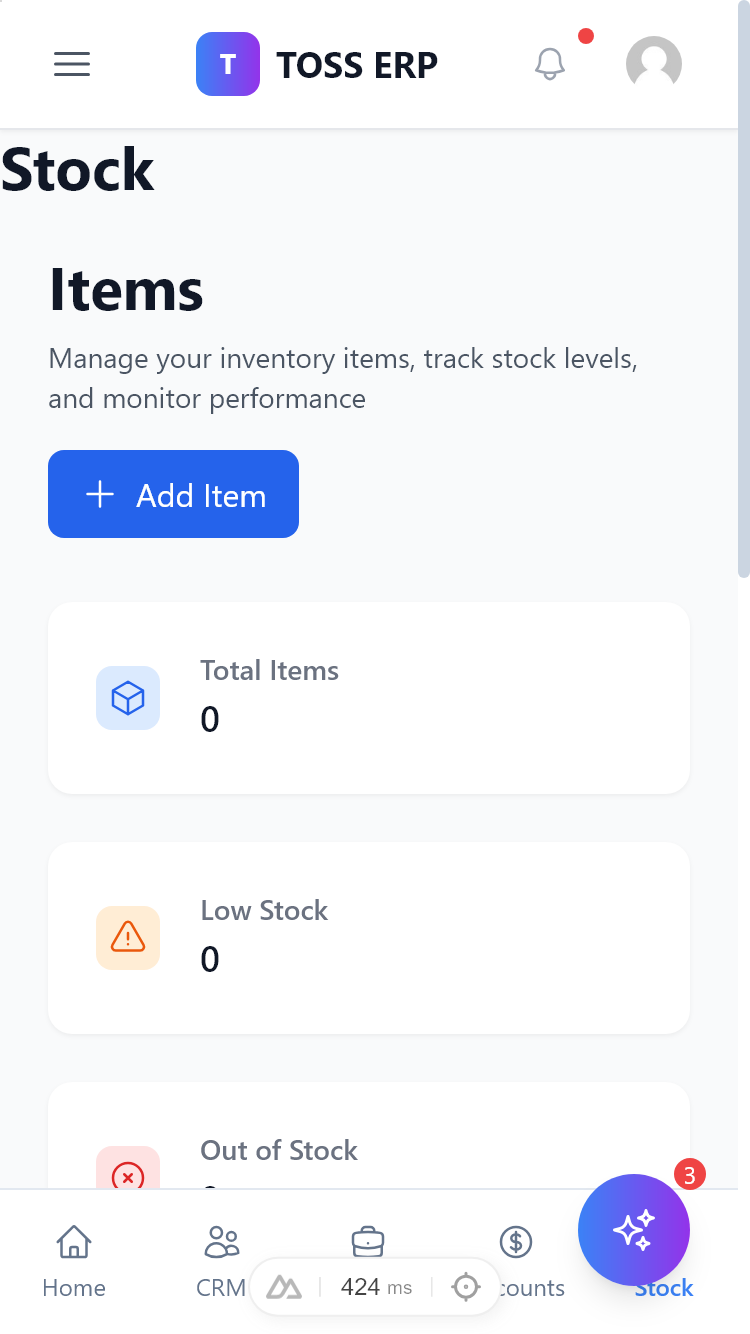 T TOSS ERP
Stock
Items
Manage your inventory items, track stock levels,
and monitor performance
+ Add Item
Total Items
0
Low Stock
0
Out of Stock
3
Home
CRM
counts
Stock
424 ms